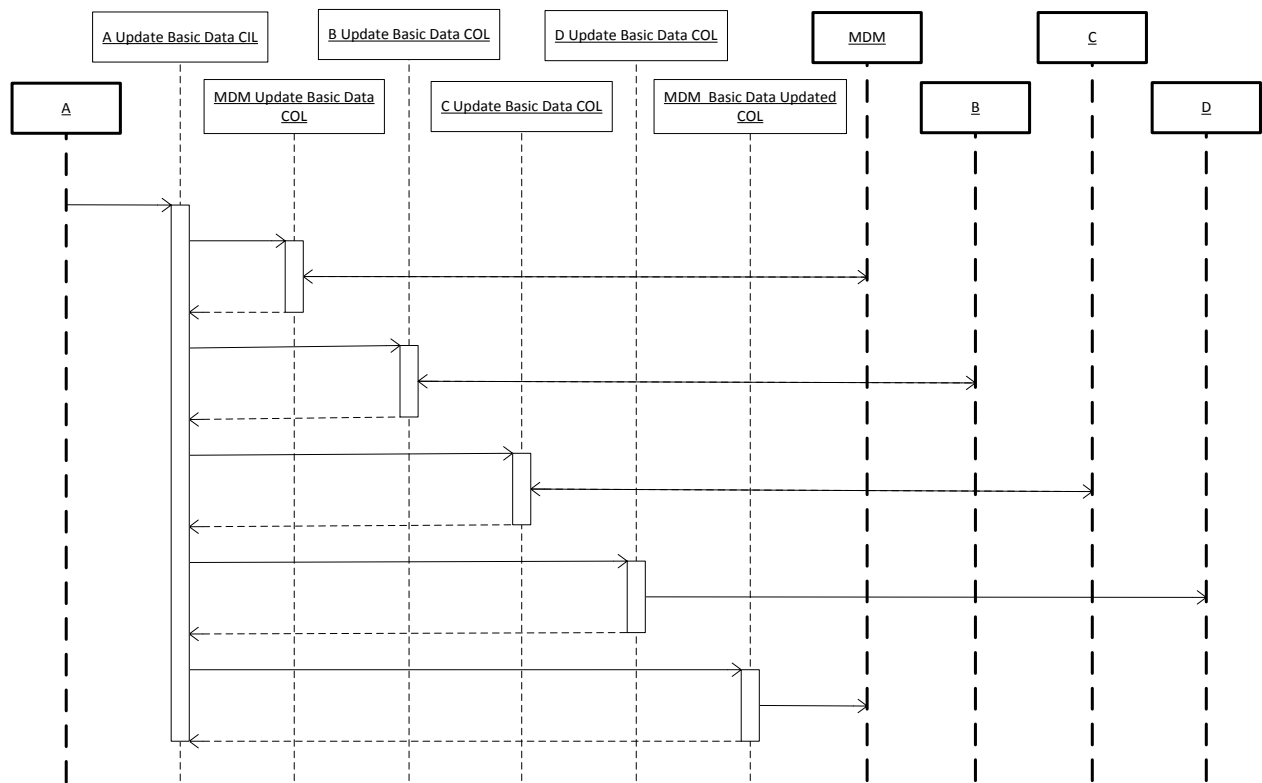 A Update Basic Data CIL
B Update Basic Data COL
D Update Basic Data COL
MDM
C
A
MDM Update Basic Data
COL
C Update Basic Data COL
MDM  Basic Data Updated
COL
B
D